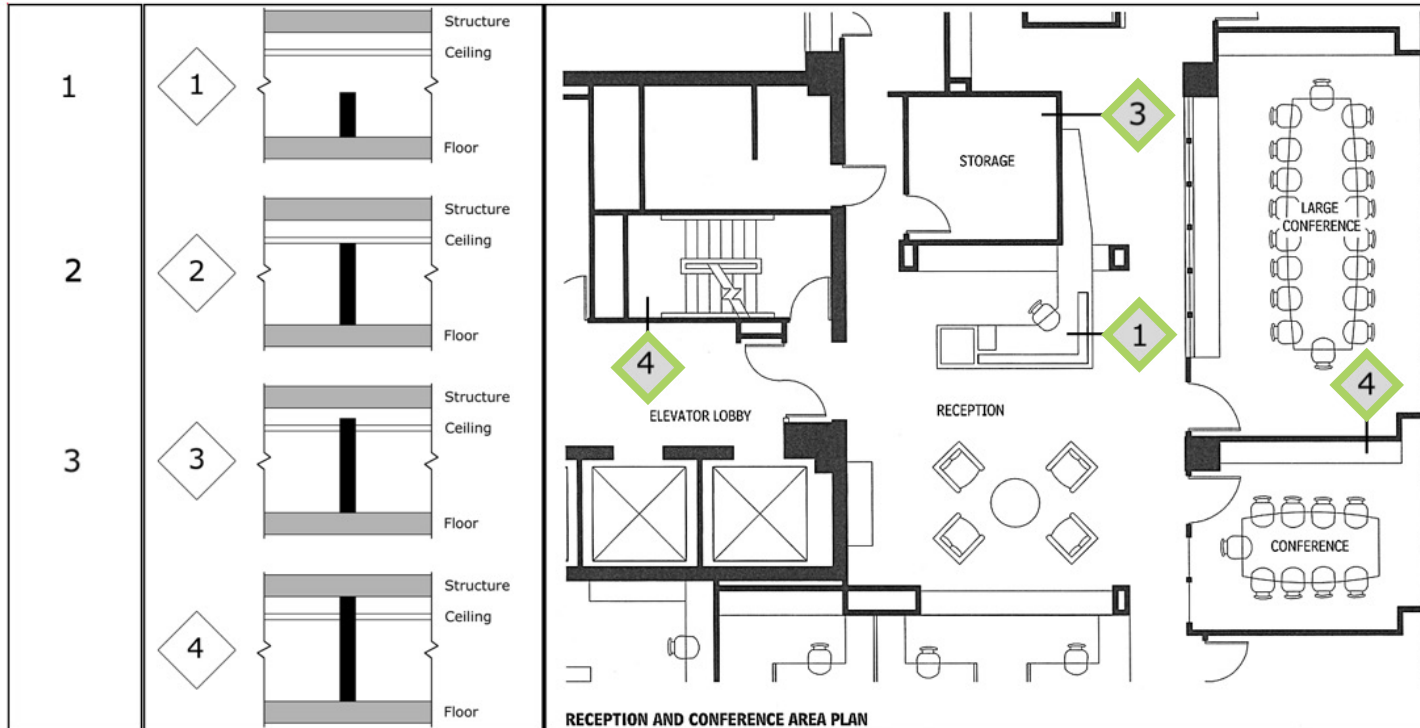 1
1
Structure
Ceiling
Floor
2
2
Structure
Ceiling
Floor
3
3
Structure
Ceiling
Floor
4
Structure
Ceiling
Floor
3
STORAGE
LARGE
CONFERENCE
1
4
4
ELEVATOR LOBBY
RECEPTION
CONFERENCE
RECEPTION AND CONFERENCE AREA PLAN